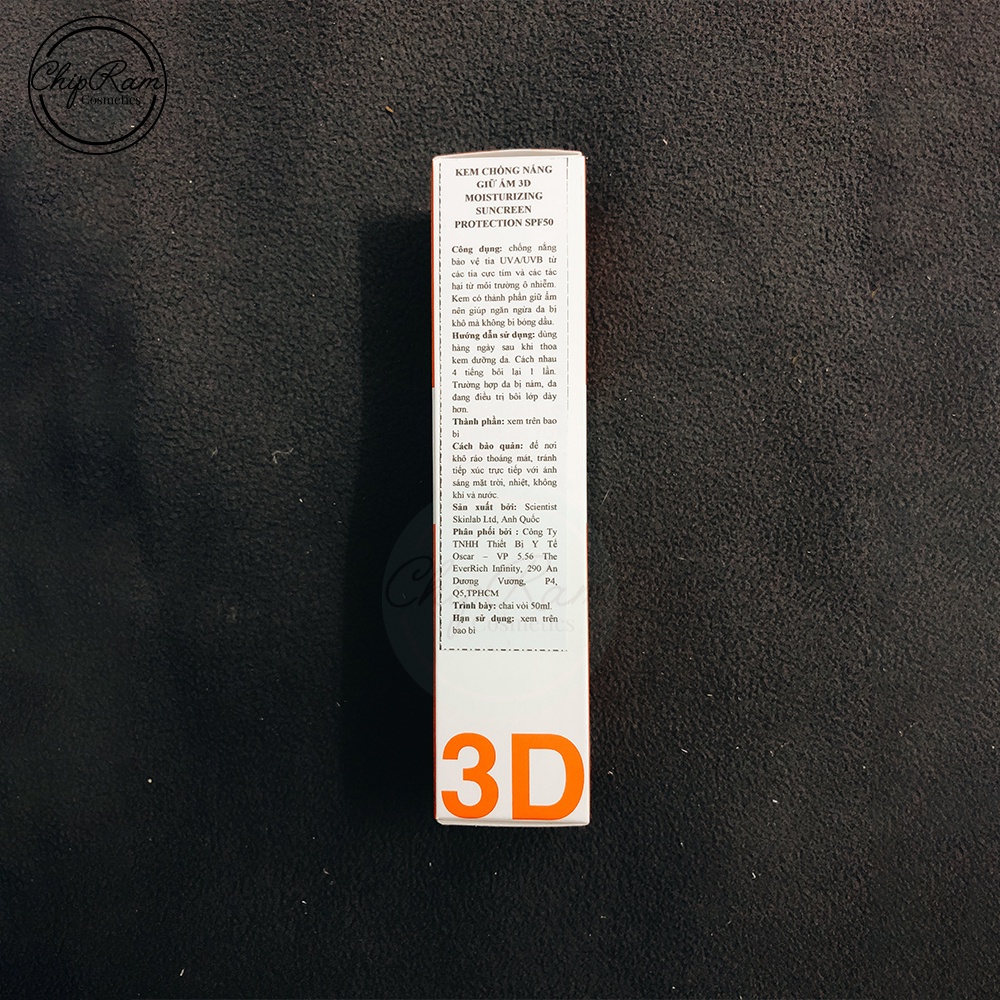 ChipRam
Cosmetics
KEM CHỐNG NẮNG
GIỮ ẨM 3D
MOISTURIZING
SUNCREEN
PROTECTION SPF50
Công dụng: chống nắng
bảo vệ tia UVA/UVB từ
các tia cực tím và các tác
hại từ môi trường ô nhiễm.
Kem có thành phần giữ ẩm
nên giúp ngăn ngừa da bị
khô mà không bị bóng dầu.
Hướng dẫn sử dụng: dùng
hàng ngày sau khi thoa
kem dưỡng da. Cách nhau
4 tiếng bôi lại 1 lần.
Trường hợp da bị nám, da
đang điều trị bôi lớp dày
hơn.
Thành phần: xem trên bao
bì
Cách bảo quản: để nơi
khô ráo thoáng mát, tránh
tiếp xúc trực tiếp với ánh
sáng mặt trời, nhiệt, không
khí và nước.
Sản xuất bởi: Scientist
Skinlab Ltd, Anh Quốc
Phân phối bởi : Công Ty
TNHH Thiết Bị Y Tế
Oscar – VP 5.56 The
EverRich Infinity, 290 An
Dương Vương, P4,
Q5,TPHCM
Trình bày: chai vòi 50ml.
Hạn sử dụng: xem trên
bao bì
ChipRam
Cosmetics
3D